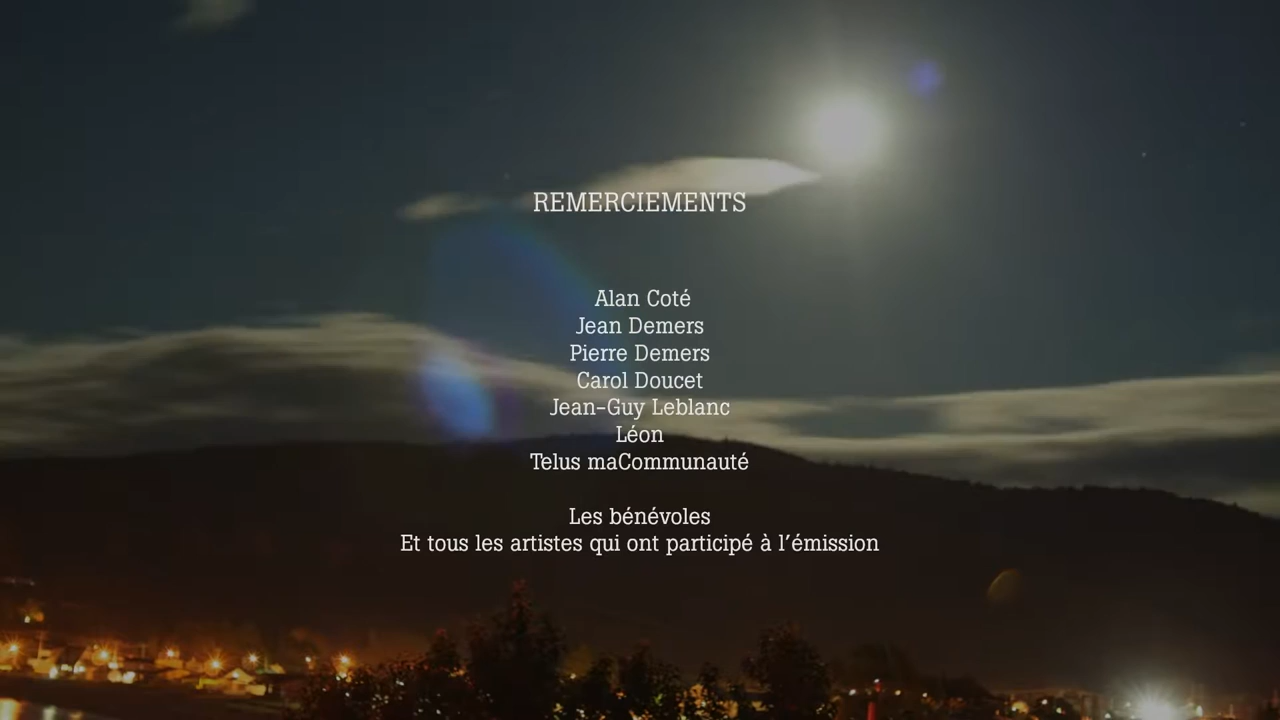 REMERCIEMENTS
Alan Coté
Jean Demers
Pierre Demers
Carol Doucet
Jean-Guy Leblanc
Léon
Telus maCommunauté
Les bénévoles
Et tous les artistes qui ont participé à l'émission